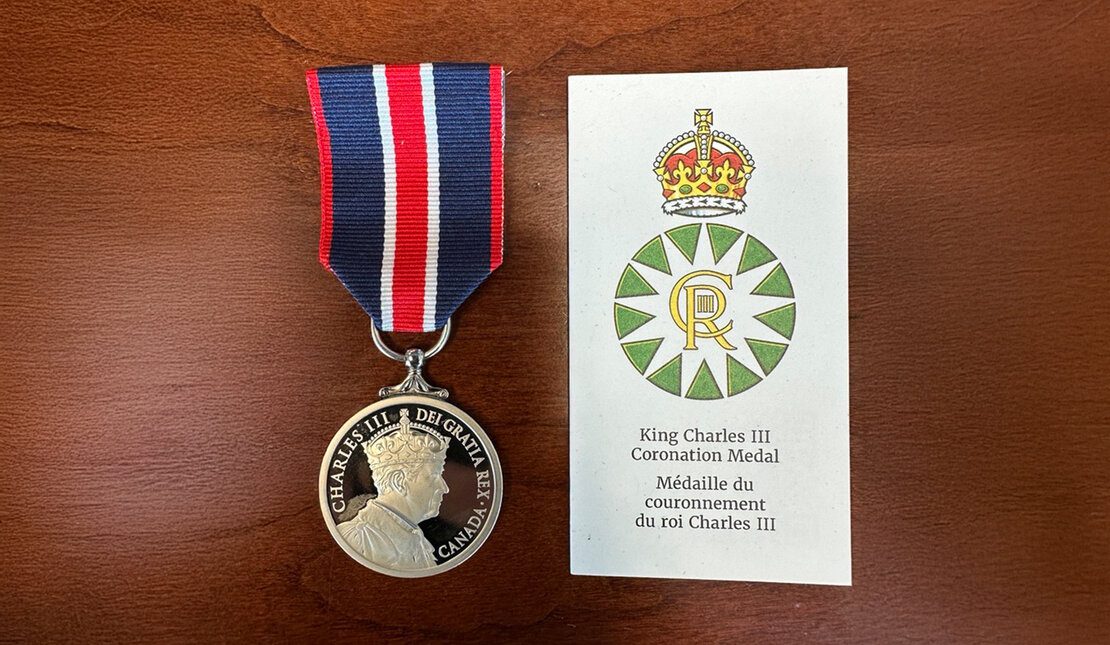 CHARLES III DEI·GRATIA REX·
CANADA·
CR
III
King Charles III
Coronation Medal
Médaille du
couronnement
du roi Charles III